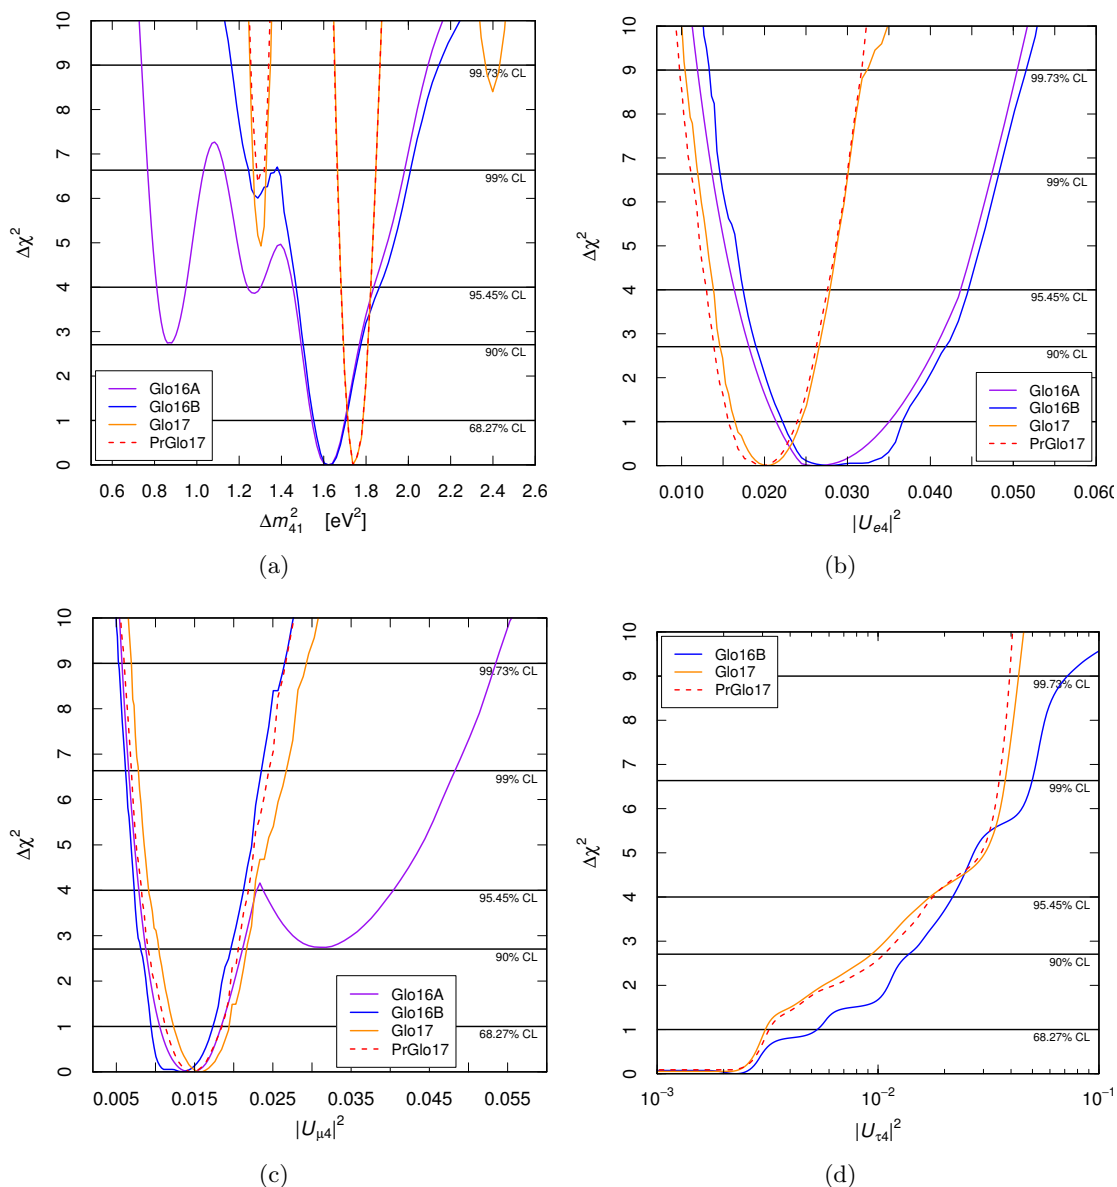 10
9
8
7
6
5
4
3
2
1
0
Δχ²
99.73% CL
99% CL
95.45% CL
90% CL
68.27% CL
Glo16A
Glo16B
Glo17
PrGlo17
0.6 0.8 1.0 1.2 1.4 1.6 1.8 2.0 2.2 2.4 2.6
Δm²₄₁ [eV²]
(a)
10
9
8
7
6
5
4
3
2
1
0
Δχ²
99.73% CL
99% CL
95.45% CL
90% CL
68.27% CL
Glo16A
Glo16B
Glo17
PrGlo17
0.010 0.020 0.030 0.040 0.050 0.060
|Uₑ₄|²
(b)
10
9
8
7
6
5
4
3
2
1
0
Δχ²
99.73% CL
99% CL
95.45% CL
90% CL
68.27% CL
Glo16A
Glo16B
Glo17
PrGlo17
0.005 0.015 0.025 0.035 0.045 0.055
|U_μ4|²
(c)
10
9
8
7
6
5
4
3
2
1
0
Δχ²
Glo16B
Glo17
PrGlo17
99.73% CL
99% CL
95.45% CL
90% CL
68.27% CL
10⁻³ 10⁻² 10⁻¹
|U_τ4|²
(d)